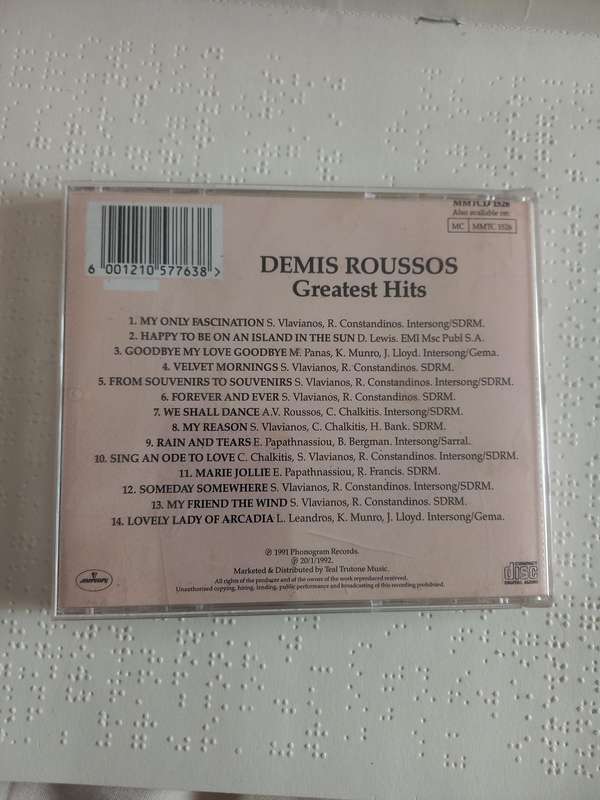 MMTCD 1526
Also available on:
MC MMTC 1526
6 001210 577638 >
DEMIS ROUSSOS
Greatest Hits
1. MY ONLY FASCINATION S. Vlavianos, R. Constandinos. Intersong/SDRM.
2. HAPPY TO BE ON AN ISLAND IN THE SUN D. Lewis. EMI Msc Publ S.A.
3. GOODBYE MY LOVE GOODBYE M. Panas, K. Munro, J. Lloyd. Intersong/Gema.
4. VELVET MORNINGS S. Vlavianos, R. Constandinos. SDRM.
5. FROM SOUVENIRS TO SOUVENIRS S. Vlavianos, R. Constandinos. Intersong/SDRM.
6. FOREVER AND EVER S. Vlavianos, R. Constandinos. SDRM.
7. WE SHALL DANCE A.V. Roussos, C. Chalkitis. Intersong/SDRM.
8. MY REASON S. Vlavianos, C. Chalkitis, H. Bank. SDRM.
9. RAIN AND TEARS E. Papathnassiou, B. Bergman. Intersong/Sarral.
10. SING AN ODE TO LOVE C. Chalkitis, S. Vlavianos, R. Constandinos. Intersong/SDRM.
11. MARIE JOLLIE E. Papathnassiou, R. Francis. SDRM.
12. SOMEDAY SOMEWHERE S. Vlavianos, R. Constandinos. Intersong/SDRM.
13. MY FRIEND THE WIND S. Vlavianos, R. Constandinos. SDRM.
14. LOVELY LADY OF ARCADIA L. Leandros, K. Munro, J. Lloyd. Intersong/Gema.
℗ 1991 Phonogram Records.
℗ 20/1/1992.
Marketed & Distributed by Teal Trutone Music.
All rights of the producer and of the owner of the work reproduced reserved.
Unauthorised copying, hiring, lending, public performance and broadcasting of this recording prohibited.
mercury
COMPACT
disc
DIGITAL AUDIO